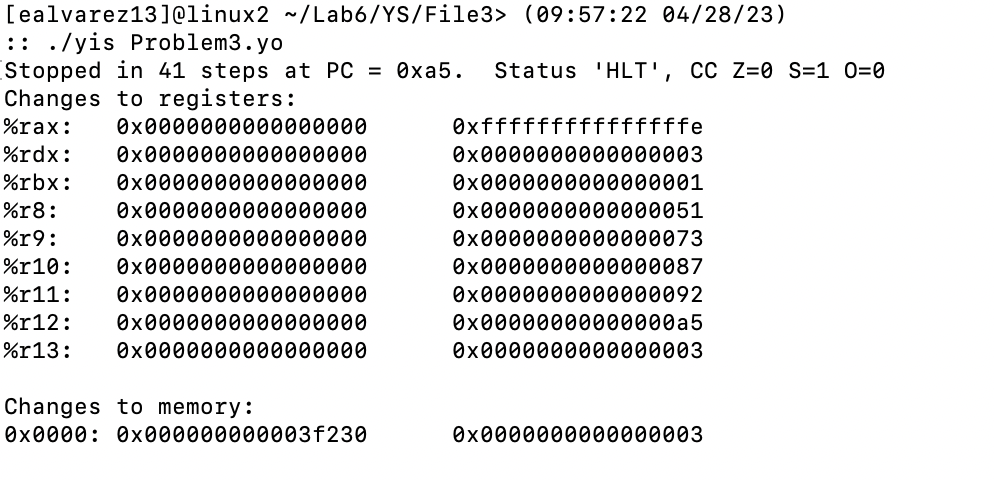 [ealvarez13]@linux2 ~/Lab6/YS/File3> (09:57:22 04/28/23)
:: ./yis Problem3.yo
Stopped in 41 steps at PC = 0xa5.  Status 'HLT', CC Z=0 S=1 O=0
Changes to registers:
%rax:   0x0000000000000000      0xfffffffffffffffe
%rdx:   0x0000000000000000      0x0000000000000003
%rbx:   0x0000000000000000      0x0000000000000001
%r8:    0x0000000000000000      0x0000000000000051
%r9:    0x0000000000000000      0x0000000000000073
%r10:   0x0000000000000000      0x0000000000000087
%r11:   0x0000000000000000      0x0000000000000092
%r12:   0x0000000000000000      0x00000000000000a5
%r13:   0x0000000000000000      0x0000000000000003

Changes to memory:
0x0000: 0x000000000003f230      0x0000000000000003